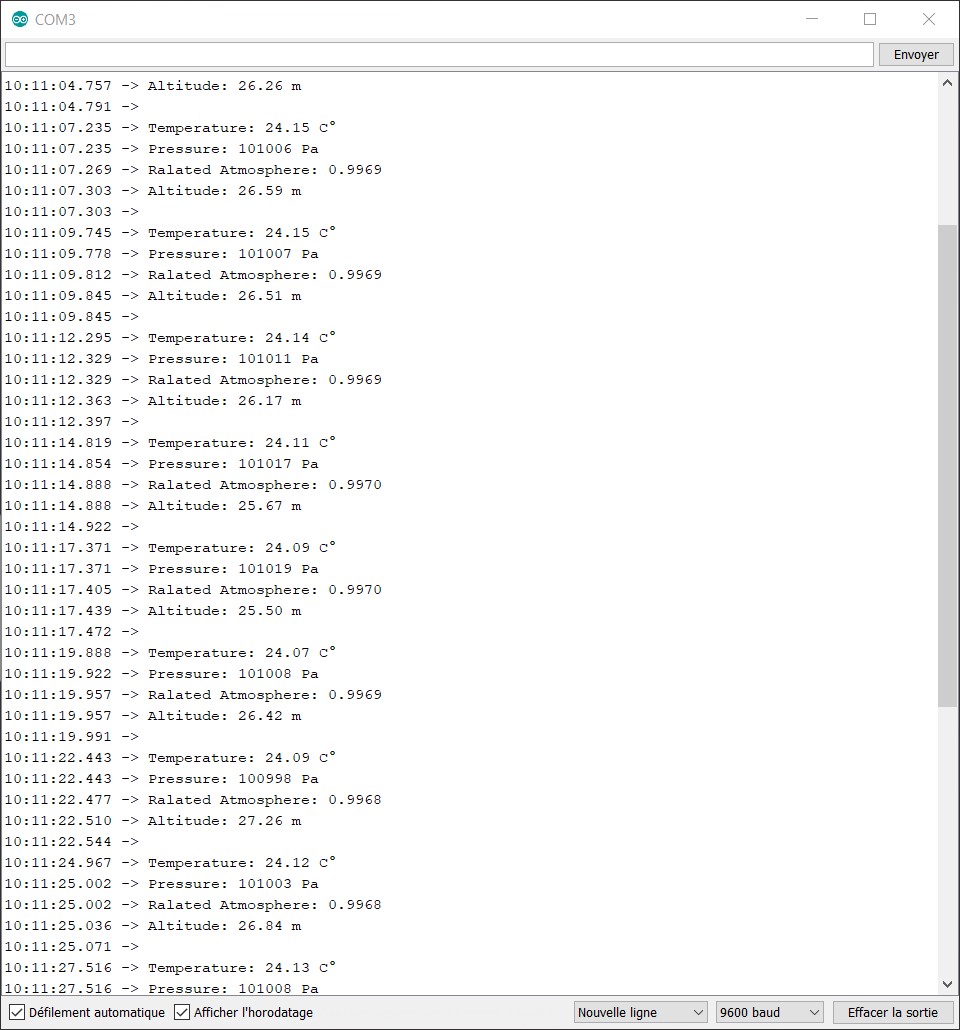 COM3
Envoyer
10:11:04.757 -> Altitude: 26.26 m
10:11:04.791 ->
10:11:07.235 -> Temperature: 24.15 C°
10:11:07.235 -> Pressure: 101006 Pa
10:11:07.269 -> Ralated Atmosphere: 0.9969
10:11:07.303 -> Altitude: 26.59 m
10:11:07.303 ->
10:11:09.745 -> Temperature: 24.15 C°
10:11:09.778 -> Pressure: 101007 Pa
10:11:09.812 -> Ralated Atmosphere: 0.9969
10:11:09.845 -> Altitude: 26.51 m
10:11:09.845 ->
10:11:12.295 -> Temperature: 24.14 C°
10:11:12.329 -> Pressure: 101011 Pa
10:11:12.329 -> Ralated Atmosphere: 0.9969
10:11:12.363 -> Altitude: 26.17 m
10:11:12.397 ->
10:11:14.819 -> Temperature: 24.11 C°
10:11:14.854 -> Pressure: 101017 Pa
10:11:14.888 -> Ralated Atmosphere: 0.9970
10:11:14.888 -> Altitude: 25.67 m
10:11:14.922 ->
10:11:17.371 -> Temperature: 24.09 C°
10:11:17.371 -> Pressure: 101019 Pa
10:11:17.405 -> Ralated Atmosphere: 0.9970
10:11:17.439 -> Altitude: 25.50 m
10:11:17.472 ->
10:11:19.888 -> Temperature: 24.07 C°
10:11:19.922 -> Pressure: 101008 Pa
10:11:19.957 -> Ralated Atmosphere: 0.9969
10:11:19.957 -> Altitude: 26.42 m
10:11:19.991 ->
10:11:22.443 -> Temperature: 24.09 C°
10:11:22.443 -> Pressure: 100998 Pa
10:11:22.477 -> Ralated Atmosphere: 0.9968
10:11:22.510 -> Altitude: 27.26 m
10:11:22.544 ->
10:11:24.967 -> Temperature: 24.12 C°
10:11:25.002 -> Pressure: 101003 Pa
10:11:25.002 -> Ralated Atmosphere: 0.9968
10:11:25.036 -> Altitude: 26.84 m
10:11:25.071 ->
10:11:27.516 -> Temperature: 24.13 C°
10:11:27.516 -> Pressure: 101008 Pa
Défilement automatique Afficher l'horodatage Nouvelle ligne 9600 baud Effacer la sortie